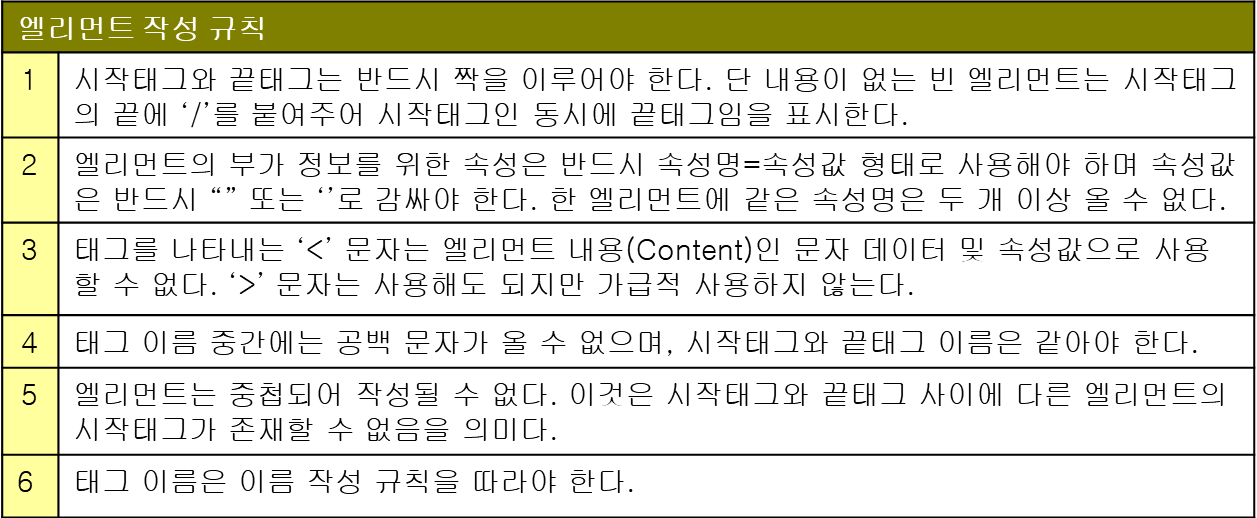 엘리먼트 작성 규칙
1 시작태그와 끝태그는 반드시 짝을 이루어야 한다. 단 내용이 없는 빈 엘리먼트는 시작태그
의 끝에 ‘/’를 붙여주어 시작태그인 동시에 끝태그임을 표시한다.
2 엘리먼트의 부가 정보를 위한 속성은 반드시 속성명=속성값 형태로 사용해야 하며 속성값
은 반드시 “” 또는 ‘’로 감싸야 한다. 한 엘리먼트에 같은 속성명은 두 개 이상 올 수 없다.
3 태그를 나타내는 ‘<’ 문자는 엘리먼트 내용(Content)인 문자 데이터 및 속성값으로 사용
할 수 없다. ‘>’ 문자는 사용해도 되지만 가급적 사용하지 않는다.
4 태그 이름 중간에는 공백 문자가 올 수 없으며, 시작태그와 끝태그 이름은 같아야 한다.
5 엘리먼트는 중첩되어 작성될 수 없다. 이것은 시작태그와 끝태그 사이에 다른 엘리먼트의
시작태그가 존재할 수 없음을 의미다.
6 태그 이름은 이름 작성 규칙을 따라야 한다.